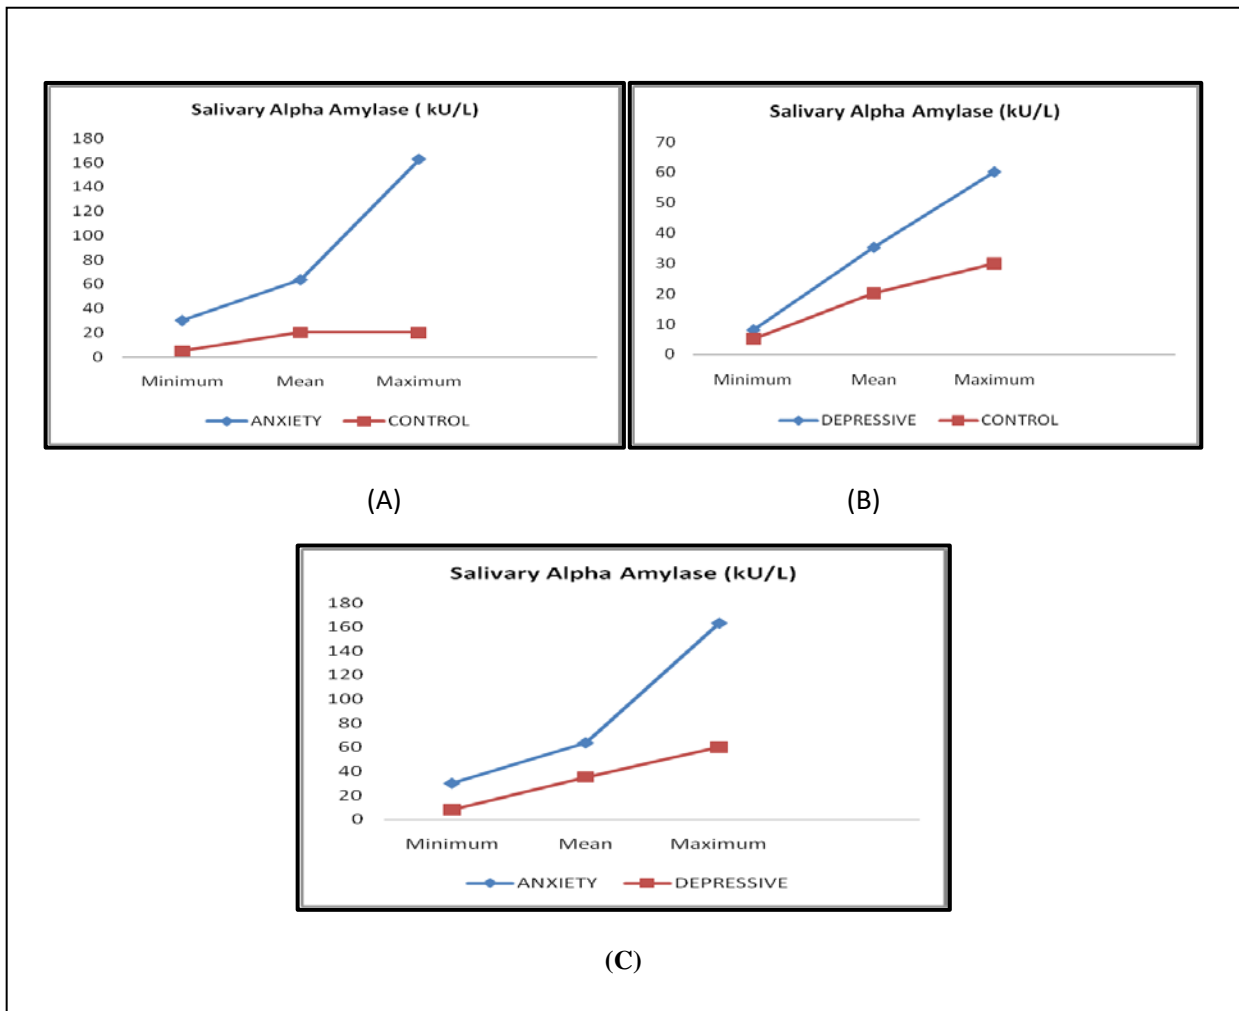 Salivary Alpha Amylase ( kU/L)
180
160
140
120
100
80
60
40
20
0
Minimum Mean Maximum
ANXIETY CONTROL
Salivary Alpha Amylase (kU/L)
70
60
50
40
30
20
10
0
Minimum Mean Maximum
DEPRESSIVE CONTROL
(A) (B)
Salivary Alpha Amylase (kU/L)
180
160
140
120
100
80
60
40
20
0
Minimum Mean Maximum
ANXIETY DEPRESSIVE
(C)